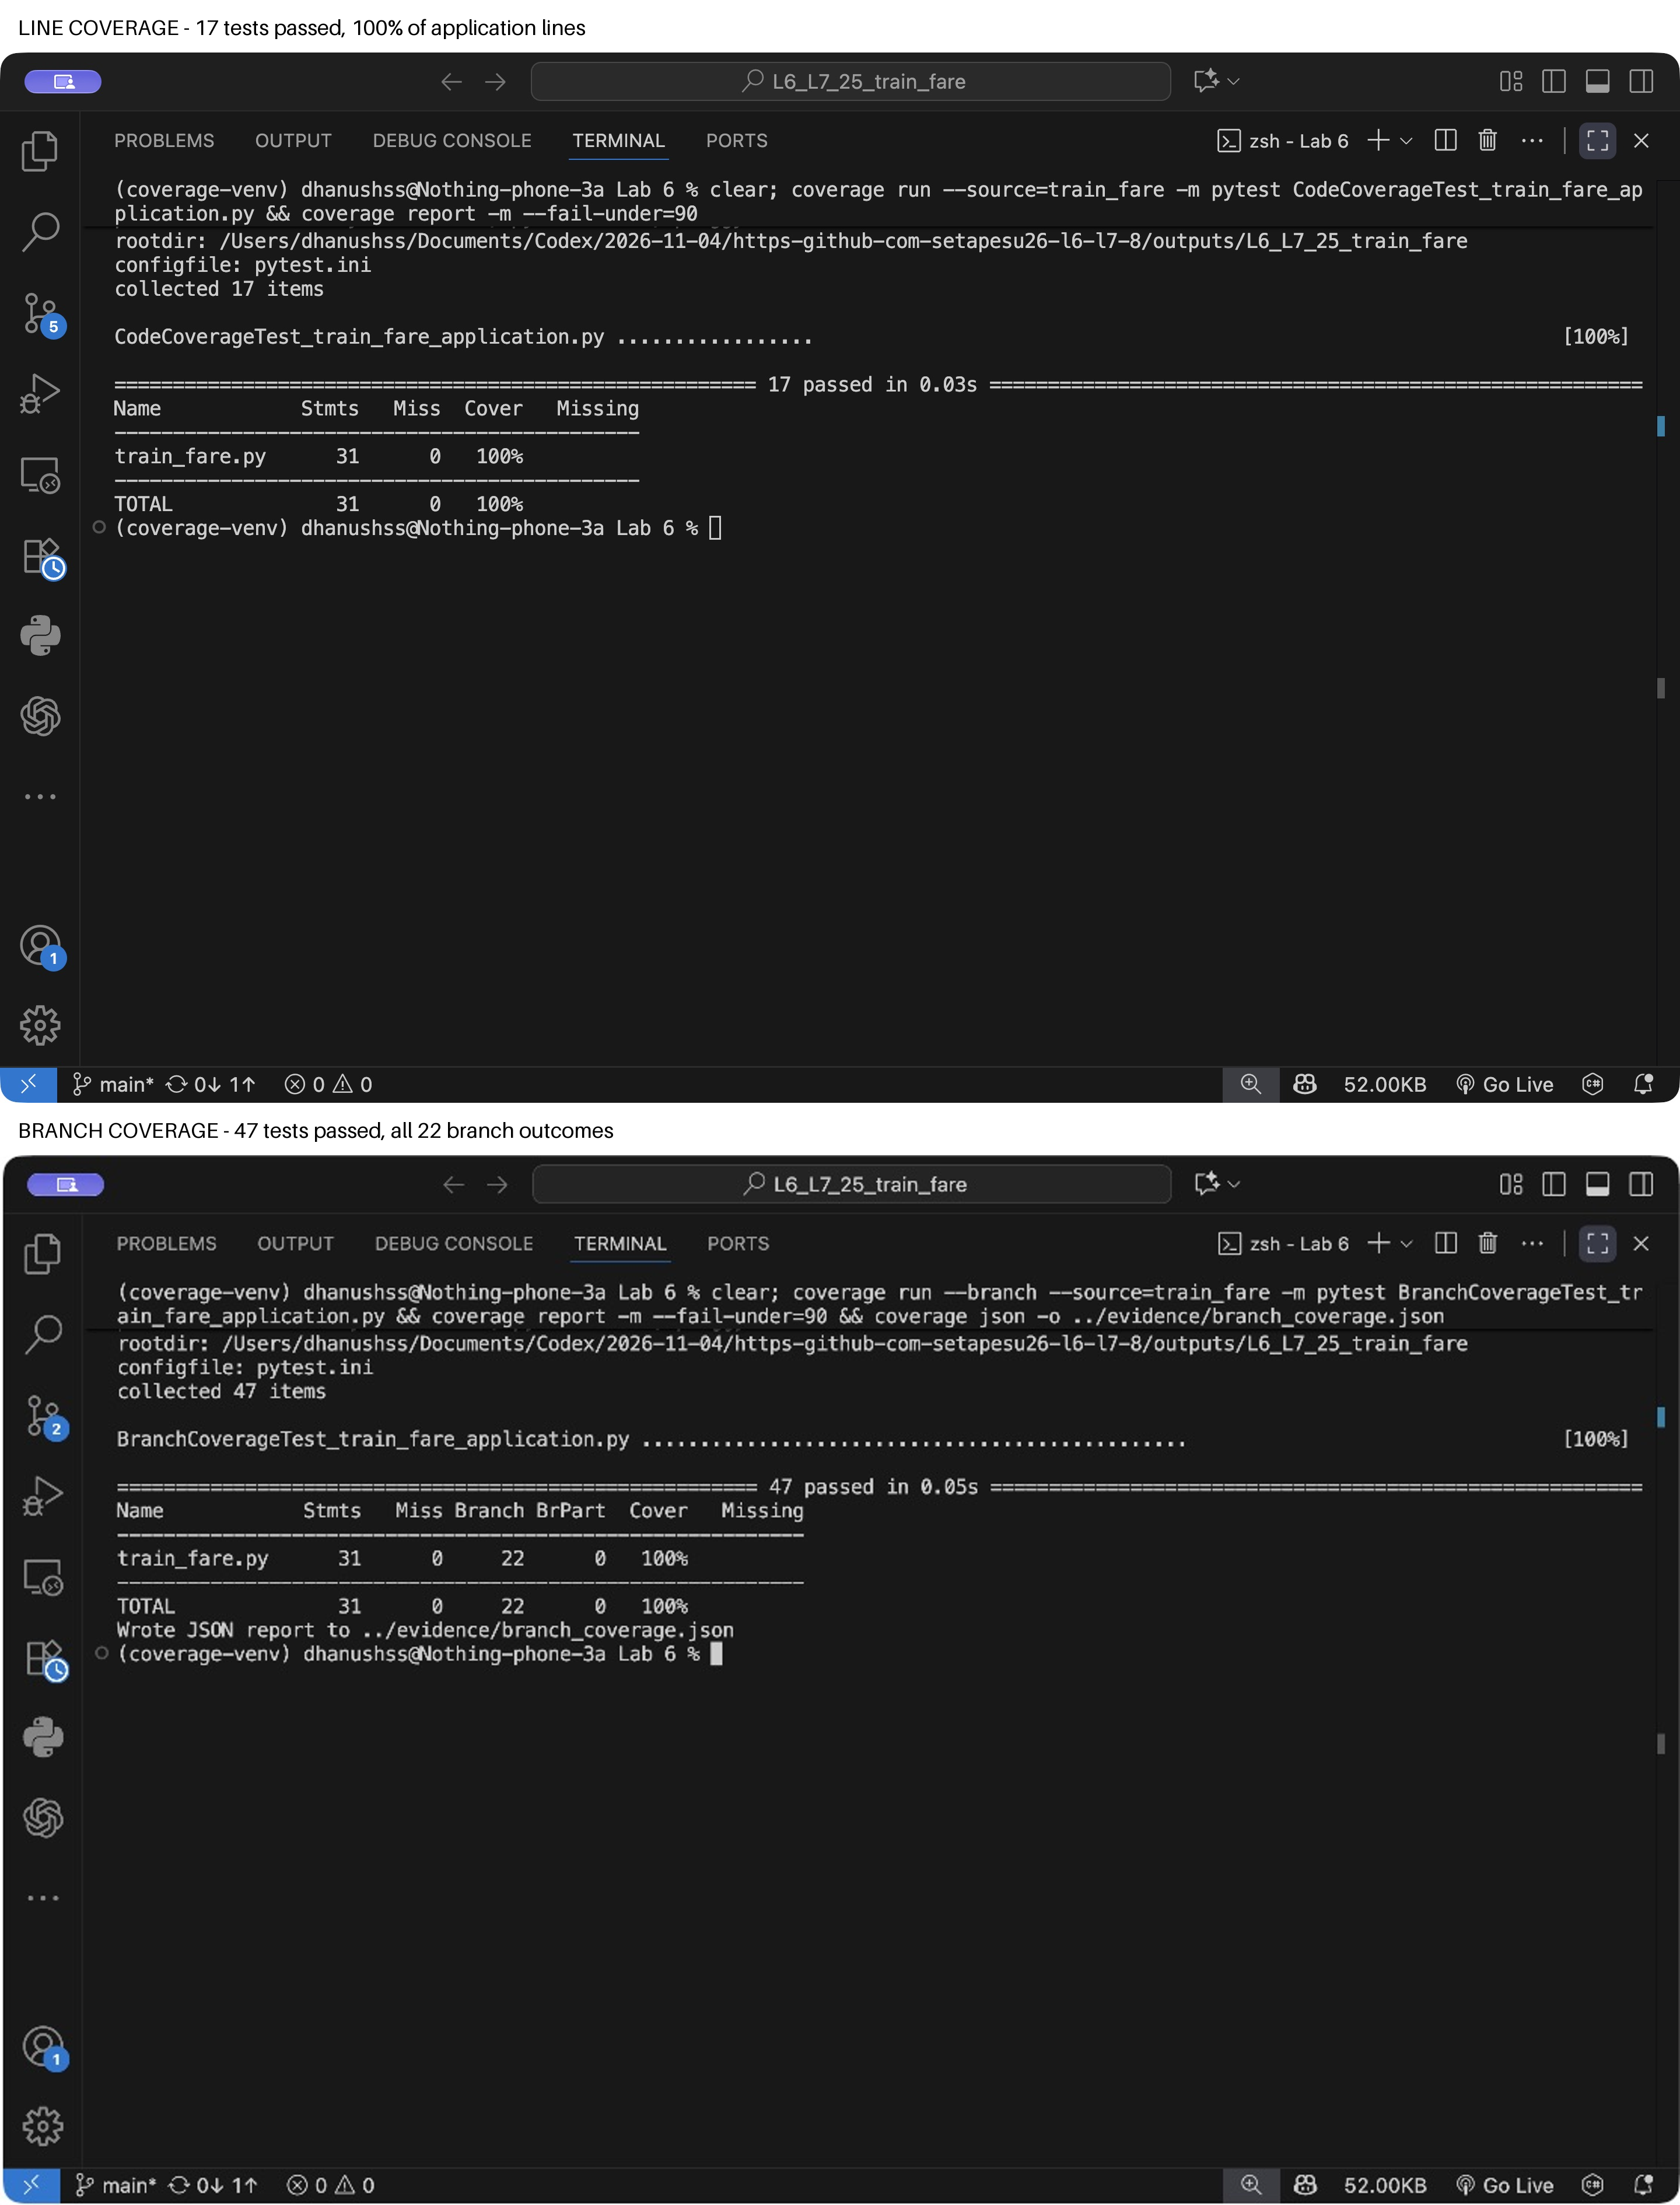 LINE COVERAGE - 17 tests passed, 100% of application lines
L6_L7_25_train_fare
PROBLEMS OUTPUT DEBUG CONSOLE TERMINAL PORTS zsh - Lab 6
(coverage-venv) dhanushss@Nothing-phone-3a Lab 6 % clear; coverage run --source=train_fare -m pytest CodeCoverageTest_train_fare_ap
plication.py && coverage report -m --fail-under=90
rootdir: /Users/dhanushss/Documents/Codex/2026-11-04/https-github-com-setapesu26-l6-l7-8/outputs/L6_L7_25_train_fare
configfile: pytest.ini
collected 17 items
5
CodeCoverageTest_train_fare_application.py ................. [100%]
======================================================= 17 passed in 0.03s ========================================================
Name Stmts Miss Cover Missing
---------------------------------------------
train_fare.py 31 0 100%
---------------------------------------------
TOTAL 31 0 100%
(coverage-venv) dhanushss@Nothing-phone-3a Lab 6 %
1
main* 0↓ 1↑ 0 0 52.00KB Go Live C#
BRANCH COVERAGE - 47 tests passed, all 22 branch outcomes
L6_L7_25_train_fare
PROBLEMS OUTPUT DEBUG CONSOLE TERMINAL PORTS zsh - Lab 6
(coverage-venv) dhanushss@Nothing-phone-3a Lab 6 % clear; coverage run --branch --source=train_fare -m pytest BranchCoverageTest_tr
ain_fare_application.py && coverage report -m --fail-under=90 && coverage json -o ../evidence/branch_coverage.json
rootdir: /Users/dhanushss/Documents/Codex/2026-11-04/https-github-com-setapesu26-l6-l7-8/outputs/L6_L7_25_train_fare
configfile: pytest.ini
collected 47 items
2
BranchCoverageTest_train_fare_application.py ............................................... [100%]
======================================================= 47 passed in 0.05s ========================================================
Name Stmts Miss Branch BrPart Cover Missing
-----------------------------------------------------------
train_fare.py 31 0 22 0 100%
-----------------------------------------------------------
TOTAL 31 0 22 0 100%
Wrote JSON report to ../evidence/branch_coverage.json
(coverage-venv) dhanushss@Nothing-phone-3a Lab 6 %
1
main* 0↓ 1↑ 0 0 52.00KB Go Live C#